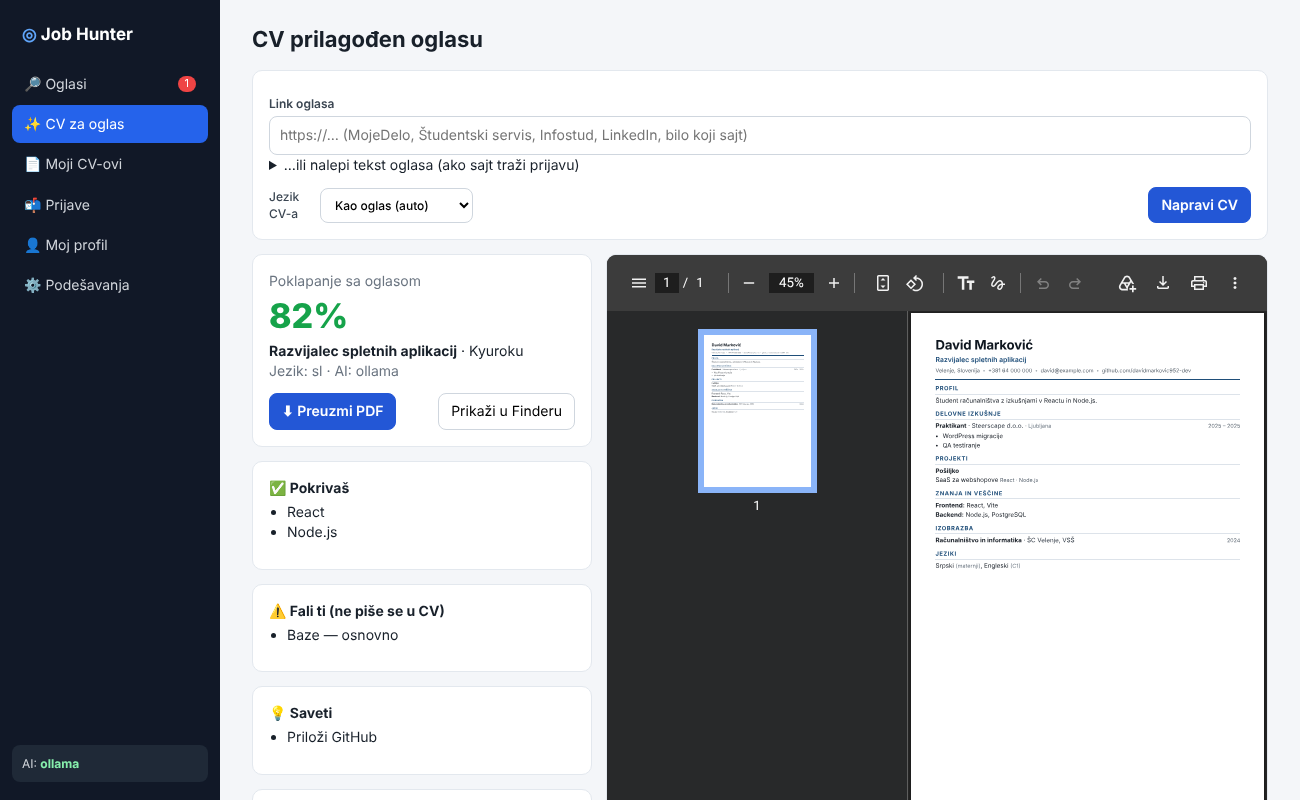 ◎ Job Hunter
🔎 Oglasi 1
✨ CV za oglas
📄 Moji CV-ovi
📬 Prijave
👤 Moj profil
⚙️ Podešavanja
AI: ollama
CV prilagođen oglasu
Link oglasa
https://... (MojeDelo, Študentski servis, Infostud, LinkedIn, bilo koji sajt)
▶ ...ili nalepi tekst oglasa (ako sajt traži prijavu)
Jezik
CV-a
Kao oglas (auto)
Napravi CV
Poklapanje sa oglasom
82%
Razvijalec spletnih aplikacij · Kyuroku
Jezik: sl · AI: ollama
⬇ Preuzmi PDF
Prikaži u Finderu
✅ Pokrivaš
• React
• Node.js
⚠️ Fali ti (ne piše se u CV)
• Baze — osnovno
💡 Saveti
• Priloži GitHub
1 / 1
45%
1
David Marković
Razvijalec spletnih aplikacij
Velenje, Slovenija • +381 64 000 000 • david@example.com • github.com/davidmarkovic952-dev
PROFIL
Študent računalništva z izkušnjami v Reactu in Node.js.
DELOVNE IZKUŠNJE
Praktikant · Steerscape d.o.o. · Ljubljana 2025 – 2025
• WordPress migracije
• QA testiranje
PROJEKTI
Pošiljko
SaaS za webshopove React · Node.js
ZNANJA IN VEŠČINE
Frontend: React, Vite
Backend: Node.js, PostgreSQL
IZOBRAZBA
Računalništvo in informatika · ŠC Velenje, VSŠ 2024
JEZIKI
Srpski (maternji), Engleski (C1)